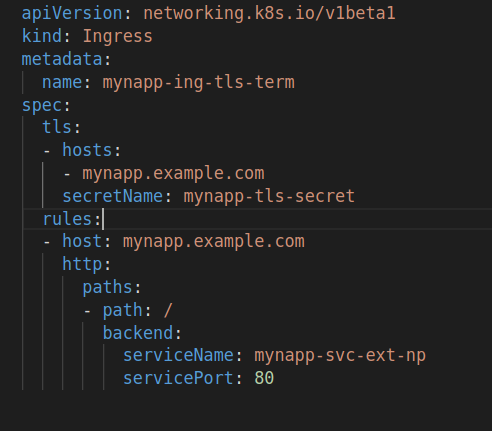 apiVersion: networking.k8s.io/v1beta1
kind: Ingress
metadata:
  name: mynapp-ing-tls-term
spec:
  tls:
  - hosts:
    - mynapp.example.com
    secretName: mynapp-tls-secret
  rules:
  - host: mynapp.example.com
    http:
      paths:
      - path: /
        backend:
          serviceName: mynapp-svc-ext-np
          servicePort: 80